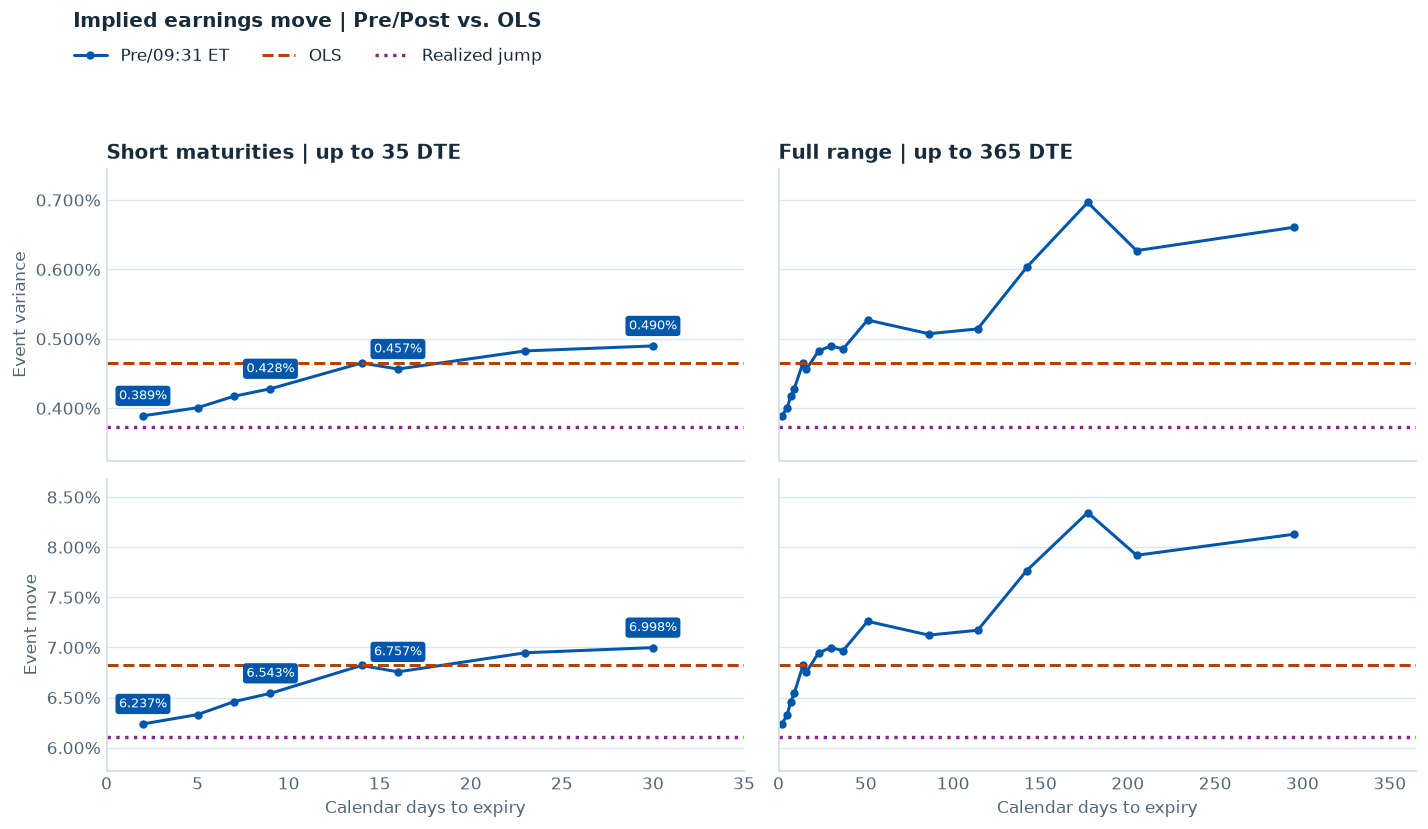 Implied earnings move | Pre/Post vs. OLS
Pre/09:31 ET OLS Realized jump
Short maturities | up to 35 DTE
Full range | up to 365 DTE
Event variance
0.700%
0.600%
0.500%
0.400%
0.389%
0.428%
0.457%
0.490%
Event move
8.50%
8.00%
7.50%
7.00%
6.50%
6.00%
6.237%
6.543%
6.757%
6.998%
0 5 10 15 20 25 30 35
0 50 100 150 200 250 300 350
Calendar days to expiry
Calendar days to expiry